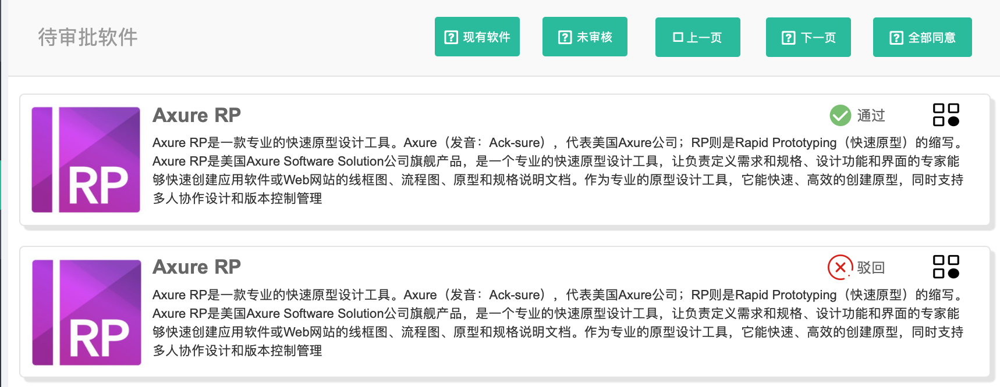 待审批软件
现有软件
未审核
上一页
下一页
全部同意
Axure RP
通过
RP
Axure RP是一款专业的快速原型设计工具。Axure（发音：Ack-sure），代表美国Axure公司；RP则是Rapid Prototyping（快速原型）的缩写。
Axure RP是美国Axure Software Solution公司旗舰产品，是一个专业的快速原型设计工具，让负责定义需求和规格、设计功能和界面的专家能
够快速创建应用软件或Web网站的线框图、流程图、原型和规格说明文档。作为专业的原型设计工具，它能快速、高效的创建原型，同时支持
多人协作设计和版本控制管理
Axure RP
驳回
RP
Axure RP是一款专业的快速原型设计工具。Axure（发音：Ack-sure），代表美国Axure公司；RP则是Rapid Prototyping（快速原型）的缩写。
Axure RP是美国Axure Software Solution公司旗舰产品，是一个专业的快速原型设计工具，让负责定义需求和规格、设计功能和界面的专家能
够快速创建应用软件或Web网站的线框图、流程图、原型和规格说明文档。作为专业的原型设计工具，它能快速、高效的创建原型，同时支持
多人协作设计和版本控制管理